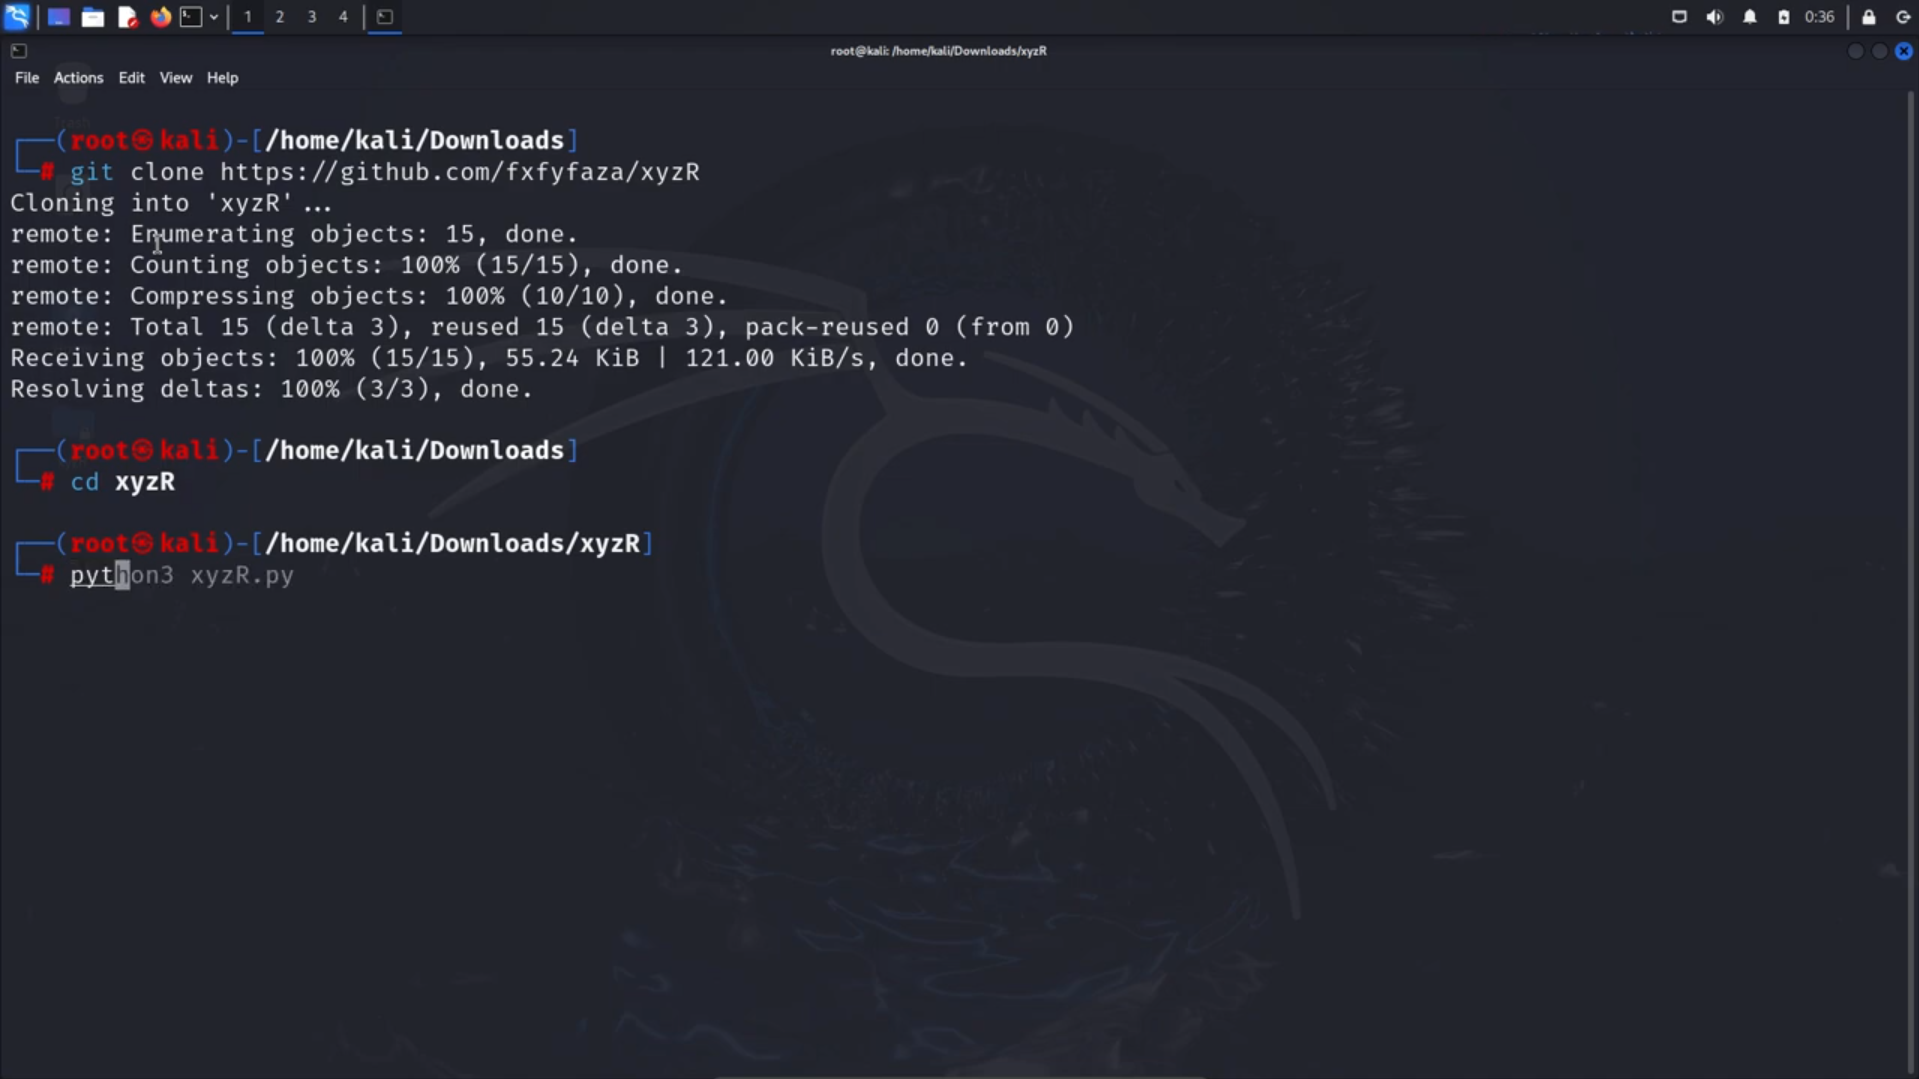 1 2 3 4 0:36
root@kali: /home/kali/Downloads/xyzR
File Actions Edit View Help
(root㉿kali)-[/home/kali/Downloads]
# git clone https://github.com/fxfyfaza/xyzR
Cloning into 'xyzR'...
remote: Enumerating objects: 15, done.
remote: Counting objects: 100% (15/15), done.
remote: Compressing objects: 100% (10/10), done.
remote: Total 15 (delta 3), reused 15 (delta 3), pack-reused 0 (from 0)
Receiving objects: 100% (15/15), 55.24 KiB | 121.00 KiB/s, done.
Resolving deltas: 100% (3/3), done.
(root㉿kali)-[/home/kali/Downloads]
# cd xyzR
(root㉿kali)-[/home/kali/Downloads/xyzR]
# python3 xyzR.py